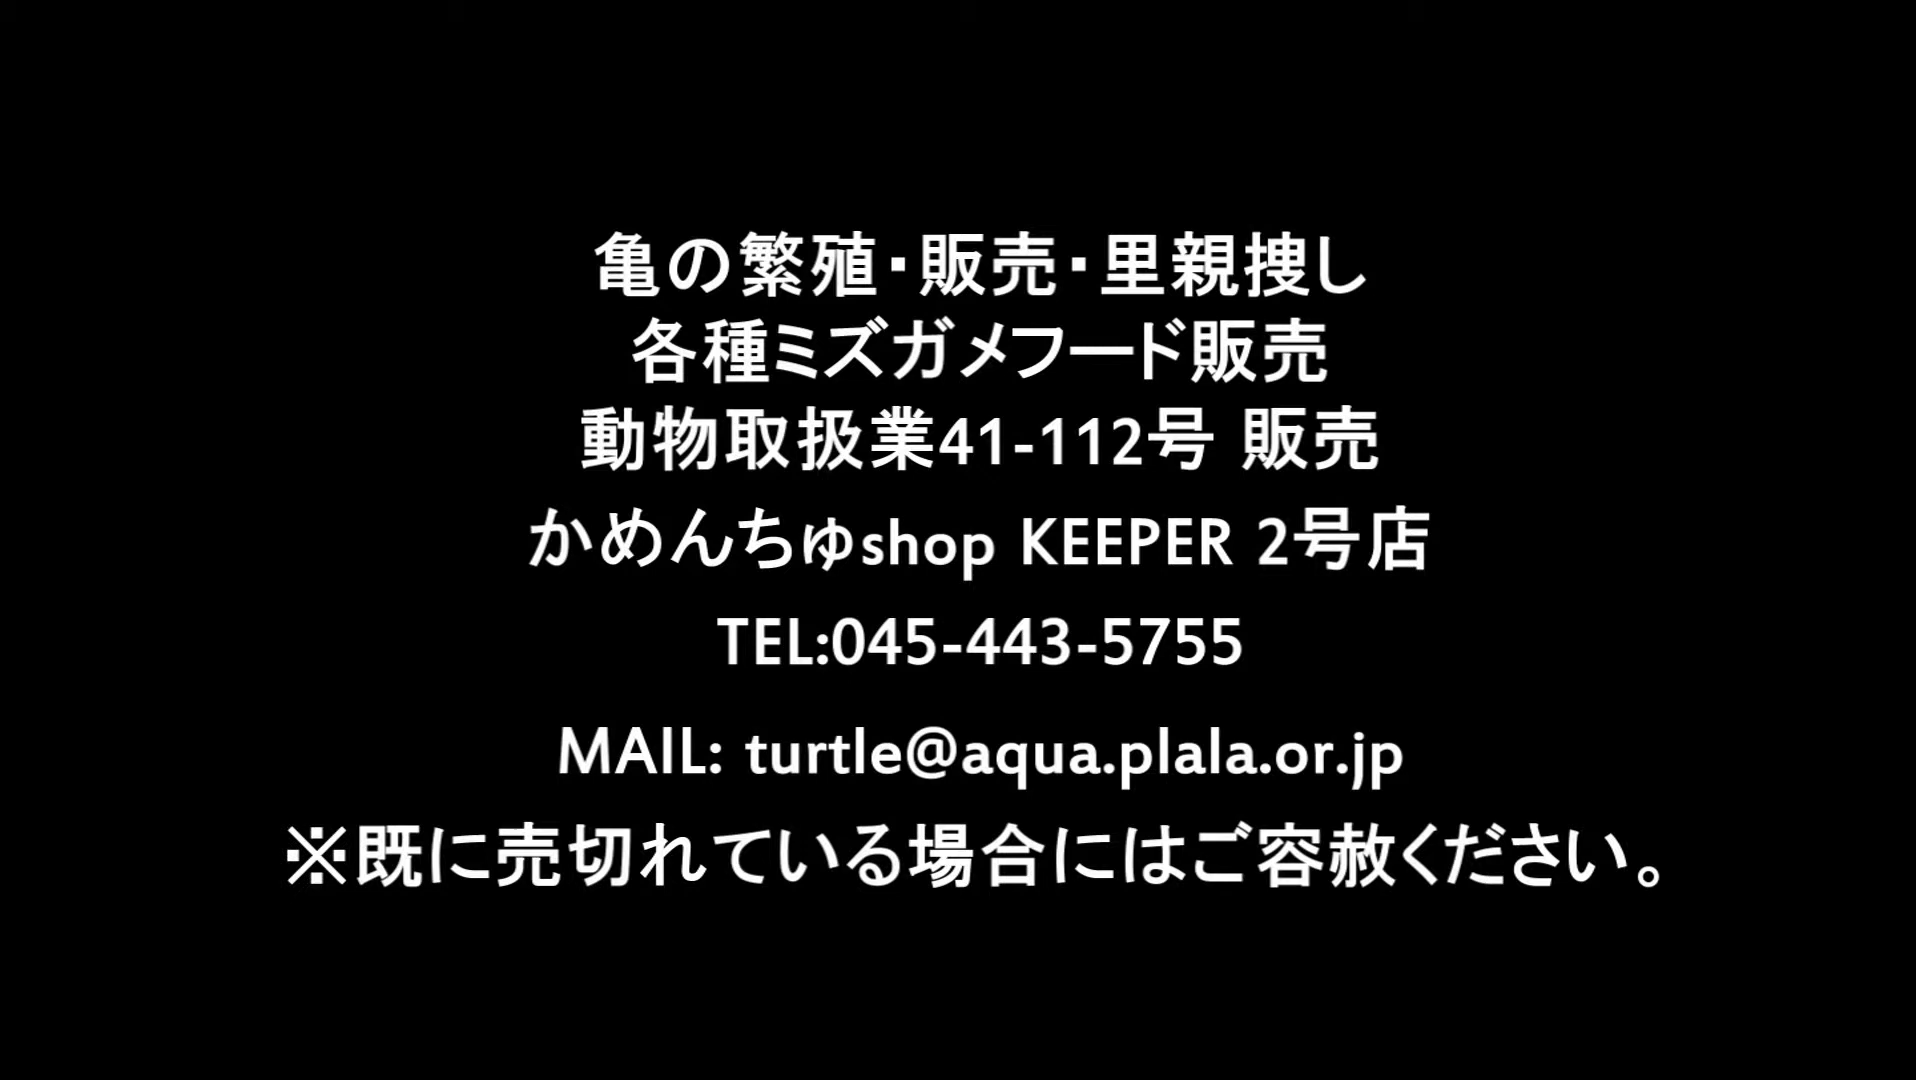 亀の繁殖・販売・里親捜し
各種ミズガメフード販売
動物取扱業41-112号 販売
かめんちゅshop KEEPER 2号店
TEL:045-443-5755
MAIL: turtle@aqua.plala.or.jp
※既に売切れている場合にはご容赦ください。